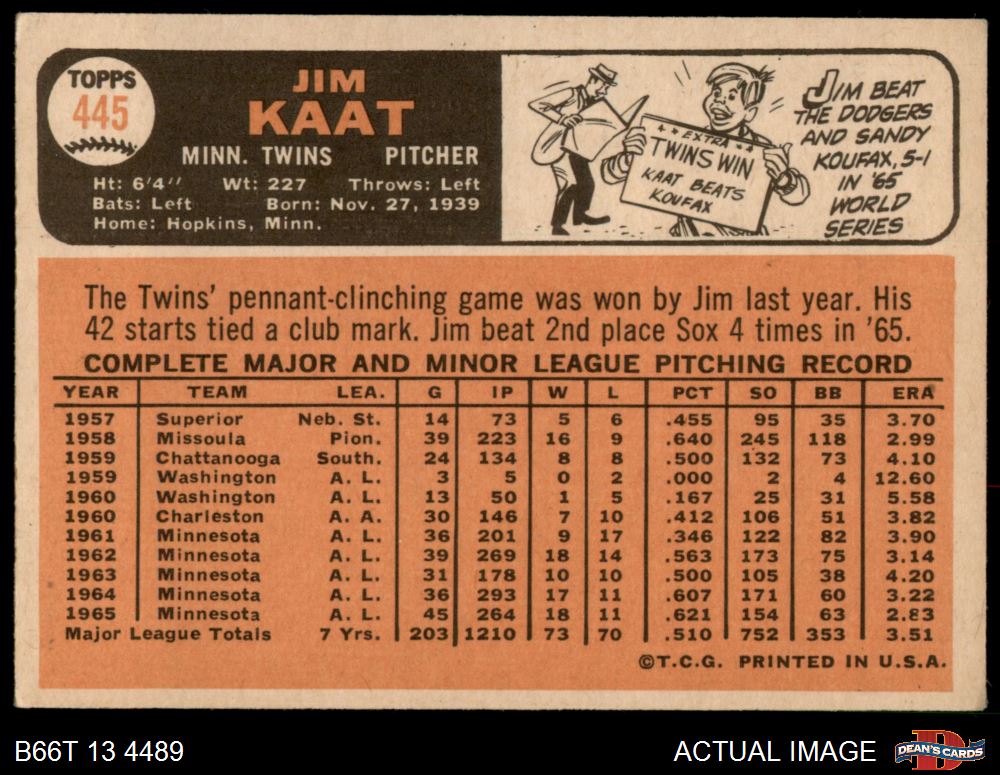 TOPPS
445
JIM
KAAT
MINN. TWINS PITCHER
Ht: 6'4" Wt: 227 Throws: Left
Bats: Left Born: Nov. 27, 1939
Home: Hopkins, Minn.
★★ EXTRA ★★
TWINS WIN
KAAT BEATS
KOUFAX
JIM BEAT
THE DODGERS
AND SANDY
KOUFAX, 5-1
IN '65
WORLD
SERIES
The Twins' pennant-clinching game was won by Jim last year. His
42 starts tied a club mark. Jim beat 2nd place Sox 4 times in '65.
COMPLETE MAJOR AND MINOR LEAGUE PITCHING RECORD
YEAR TEAM LEA. G IP W L PCT SO BB ERA
1957 Superior Neb. St. 14 73 5 6 .455 95 35 3.70
1958 Missoula Pion. 39 223 16 9 .640 245 118 2.99
1959 Chattanooga South. 24 134 8 8 .500 132 73 4.10
1959 Washington A. L. 3 5 0 2 .000 2 4 12.60
1960 Washington A. L. 13 50 1 5 .167 25 31 5.58
1960 Charleston A. A. 30 146 7 10 .412 106 51 3.82
1961 Minnesota A. L. 36 201 9 17 .346 122 82 3.90
1962 Minnesota A. L. 39 269 18 14 .563 173 75 3.14
1963 Minnesota A. L. 31 178 10 10 .500 105 38 4.20
1964 Minnesota A. L. 36 293 17 11 .607 171 60 3.22
1965 Minnesota A. L. 45 264 18 11 .621 154 63 2.83
Major League Totals 7 Yrs. 203 1210 73 70 .510 752 353 3.51
©T.C.G. PRINTED IN U.S.A.
B66T 13 4489
ACTUAL IMAGE
DEAN'S CARDS